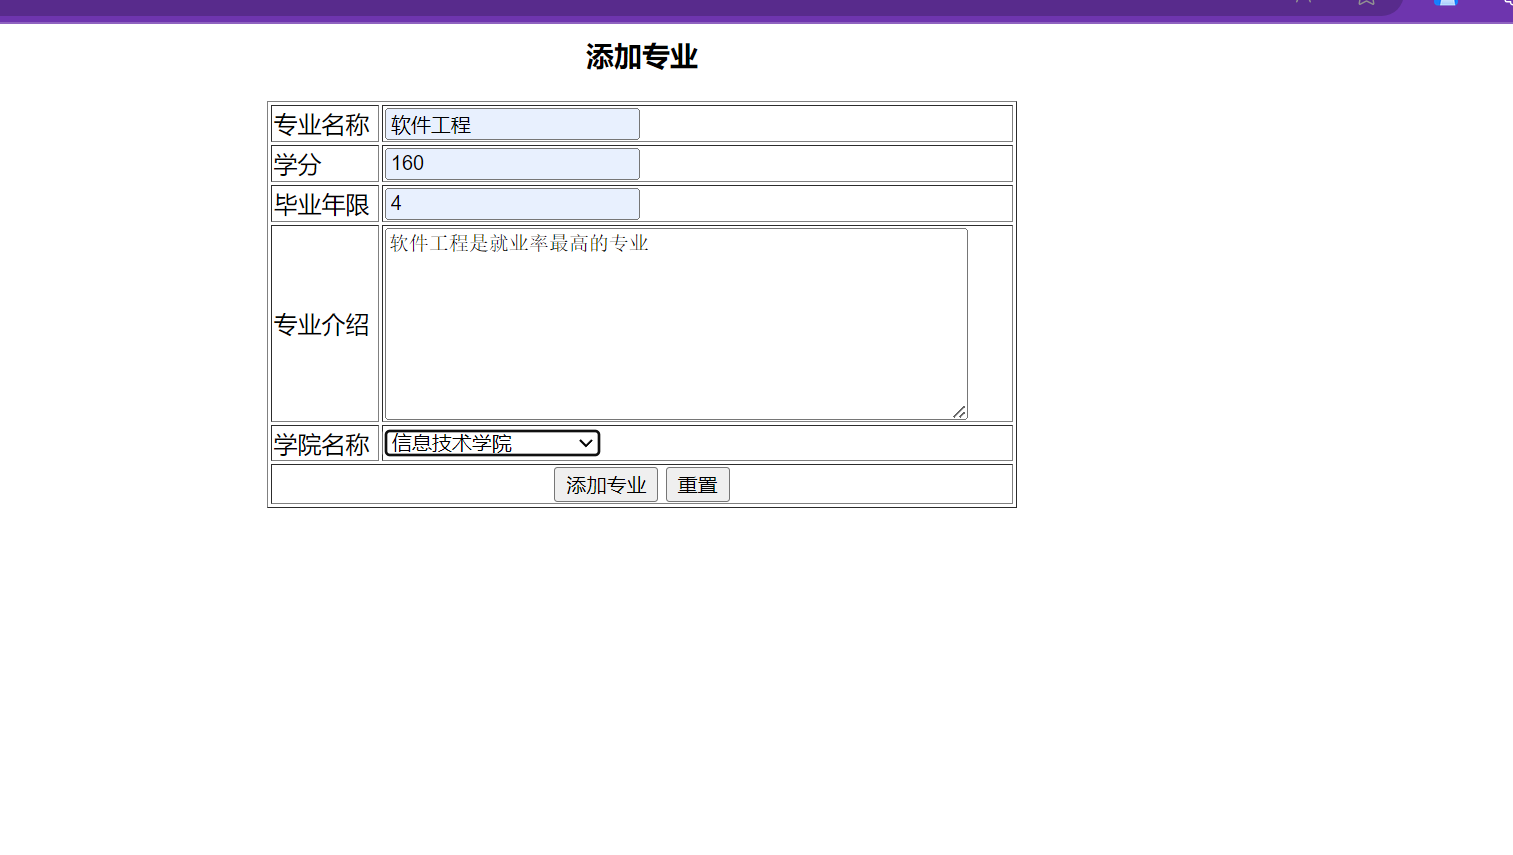 添加专业
专业名称 软件工程
学分 160
毕业年限 4
专业介绍 软件工程是就业率最高的专业
学院名称 信息技术学院
添加专业 重置